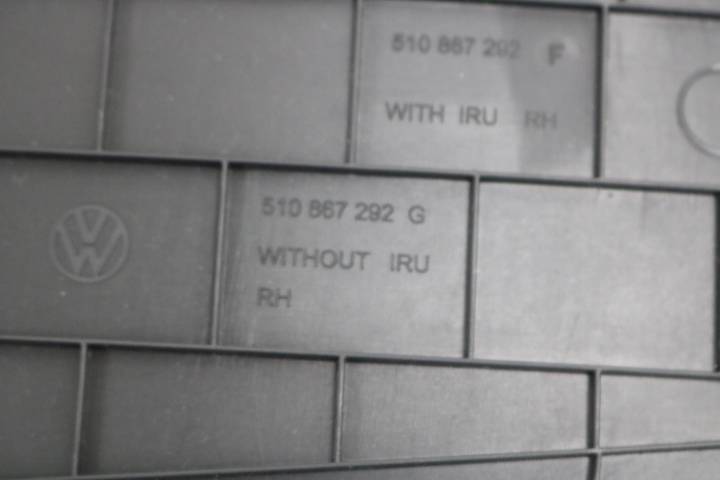 510 867 292 F
WITH IRU RH
510 867 292 G
WITHOUT IRU
RH